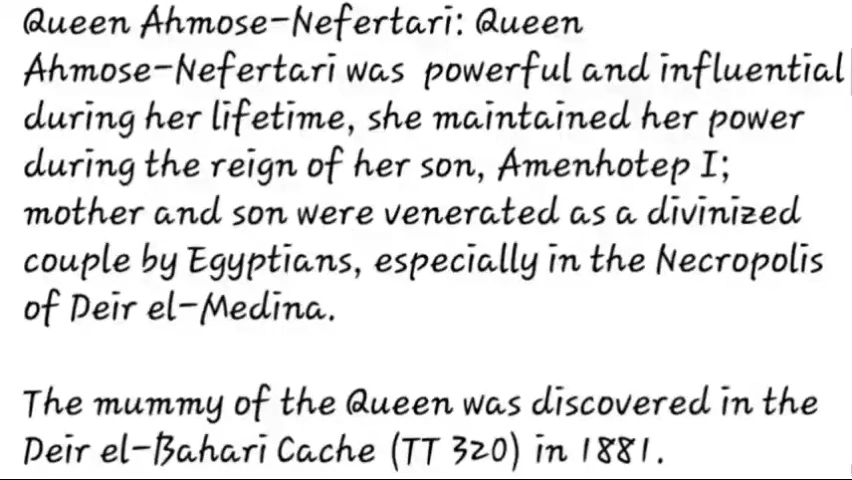 Queen Ahmose-Nefertari: Queen
Ahmose-Nefertari was powerful and influential
during her lifetime, she maintained her power
during the reign of her son, Amenhotep I;
mother and son were venerated as a divinized
couple by Egyptians, especially in the Necropolis
of Deir el-Medina.
The mummy of the Queen was discovered in the
Deir el-Bahari Cache (TT 320) in 1881.